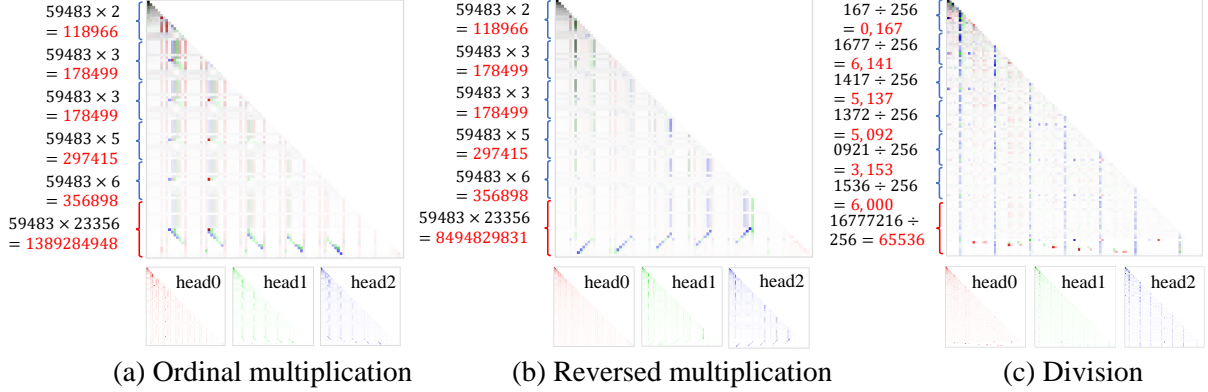 59483 × 2
= 118966
59483 × 3
= 178499
59483 × 3
= 178499
59483 × 5
= 297415
59483 × 6
= 356898
59483 × 23356
= 1389284948
head0
head1
head2
(a) Ordinal multiplication
59483 × 2
= 118966
59483 × 3
= 178499
59483 × 3
= 178499
59483 × 5
= 297415
59483 × 6
= 356898
59483 × 23356
= 8494829831
head0
head1
head2
(b) Reversed multiplication
167 ÷ 256
= 0,167
1677 ÷ 256
= 6,141
1417 ÷ 256
= 5,137
1372 ÷ 256
= 5,092
0921 ÷ 256
= 3,153
1536 ÷ 256
= 6,000
16777216 ÷
256 = 65536
head0
head1
head2
(c) Division